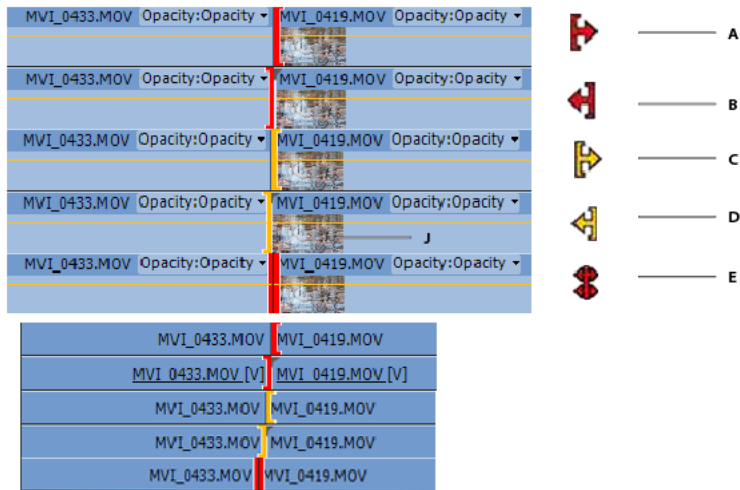 MVI_0433.MOV Opacity:Opacity MVI_0419.MOV Opacity:Opacity
A
MVI_0433.MOV Opacity:Opacity MVI_0419.MOV Opacity:Opacity
B
MVI_0433.MOV Opacity:Opacity MVI_0419.MOV Opacity:Opacity
C
MVI_0433.MOV Opacity:Opacity MVI_0419.MOV Opacity:Opacity
D
J
MVI_0433.MOV Opacity:Opacity MVI_0419.MOV Opacity:Opacity
E
MVI_0433.MOV MVI_0419.MOV
MVI_0433.MOV [V] MVI_0419.MOV [V]
MVI_0433.MOV MVI_0419.MOV
MVI_0433.MOV MVI_0419.MOV
MVI_0433.MOV MVI_0419.MOV